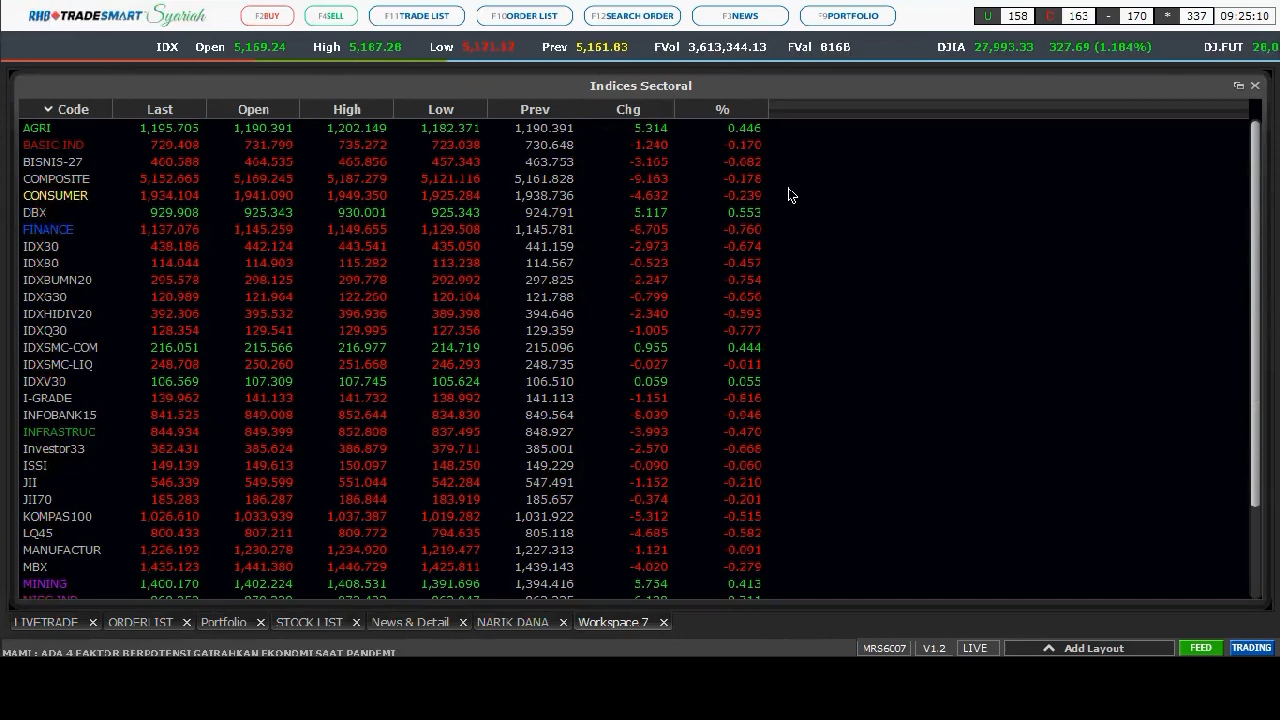 RHB TRADESMART Syariah F2BUY F4SELL F11TRADE LIST F10ORDER LIST F12SEARCH ORDER F3NEWS F9PORTFOLIO U 158 163 - 170 * 337 09:25:10
IDX Open 5,169.24 High 5,187.28 Low 5,121.12 Prev 5,161.83 FVol 3,613,344.13 FVal 816B DJIA 27,993.33 327.69 (1.184%) DJ.FUT
Indices Sectoral
Code Last Open High Low Prev Chg %
AGRI 1,195.705 1,190.391 1,202.149 1,182.371 1,190.391 5.314 0.446
BASIC IND 729.408 731.799 735.272 723.038 730.648 -1.240 -0.170
BISNIS-27 460.588 464.535 465.856 457.343 463.753 -3.165 -0.682
COMPOSITE 5,152.665 5,169.245 5,187.279 5,121.116 5,161.828 -9.163 -0.178
CONSUMER 1,934.104 1,941.090 1,949.350 1,925.284 1,938.736 -4.632 -0.239
DBX 929.908 925.343 930.001 925.343 924.791 5.117 0.553
FINANCE 1,137.076 1,145.259 1,149.655 1,129.508 1,145.781 -8.705 -0.760
IDX30 438.186 442.124 443.541 435.050 441.159 -2.973 -0.674
IDX80 114.044 114.903 115.282 113.238 114.567 -0.523 -0.457
IDXBUMN20 295.578 298.125 299.778 292.992 297.825 -2.247 -0.754
IDXG30 120.989 121.964 122.260 120.104 121.788 -0.799 -0.656
IDXHIDIV20 392.306 395.532 396.936 389.398 394.646 -2.340 -0.593
IDXQ30 128.354 129.541 129.995 127.356 129.359 -1.005 -0.777
IDXSMC-COM 216.051 215.566 216.977 214.719 215.096 0.955 0.444
IDXSMC-LIQ 248.708 250.260 251.668 246.293 248.735 -0.027 -0.011
IDXV30 106.569 107.309 107.745 105.624 106.510 0.059 0.055
I-GRADE 139.962 141.133 141.732 138.992 141.113 -1.151 -0.816
INFOBANK15 841.525 849.008 852.644 834.830 849.564 -8.039 -0.946
INFRASTRUC 844.934 849.399 852.808 837.495 848.927 -3.993 -0.470
Investor33 382.431 385.624 386.879 379.711 385.001 -2.570 -0.668
ISSI 149.139 149.613 150.097 148.250 149.229 -0.090 -0.060
JII 546.339 549.599 551.044 542.284 547.491 -1.152 -0.210
JII70 185.283 186.287 186.844 183.919 185.657 -0.374 -0.201
KOMPAS100 1,026.610 1,033.939 1,037.387 1,019.282 1,031.922 -5.312 -0.515
LQ45 800.433 807.211 809.772 794.635 805.118 -4.685 -0.582
MANUFACTUR 1,226.192 1,230.278 1,234.920 1,219.477 1,227.313 -1.121 -0.091
MBX 1,435.123 1,441.380 1,446.729 1,425.811 1,439.143 -4.020 -0.279
MINING 1,400.170 1,402.224 1,408.531 1,391.696 1,394.416 5.754 0.413
LIVETRADE ORDERLIST Portfolio STOCK LIST News & Detail NARIK DANA Workspace 7
MAMI : ADA 4 FAKTOR BERPOTENSI GAIRAHKAN EKONOMI SAAT PANDEMI MRS6007 V1.2 LIVE Add Layout FEED TRADING